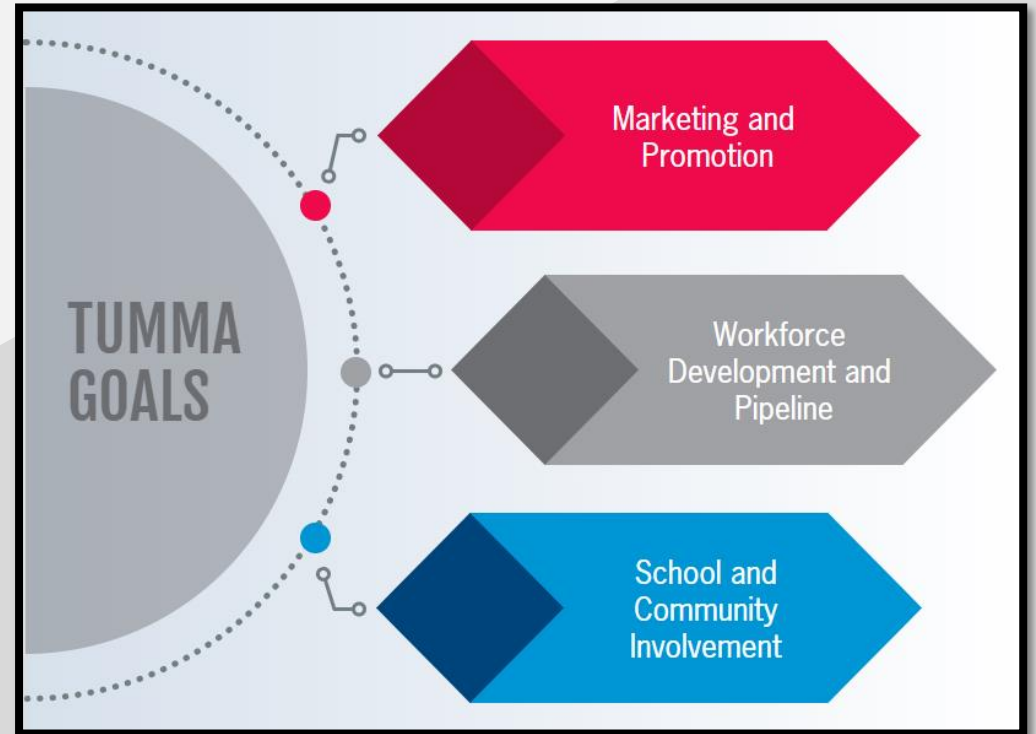 TUMMA
GOALS
Marketing and
Promotion
Workforce
Development and
Pipeline
School and
Community
Involvement